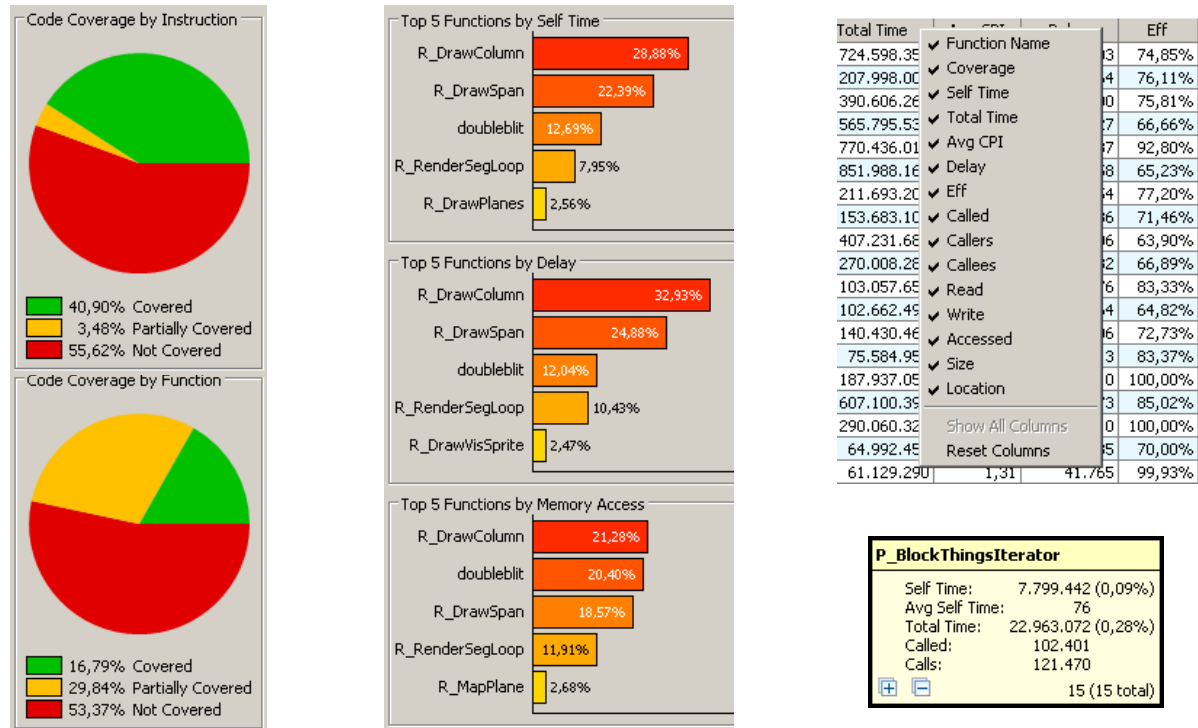 Code Coverage by Instruction
40,90% Covered
3,48% Partially Covered
55,62% Not Covered
Code Coverage by Function
16,79% Covered
29,84% Partially Covered
53,37% Not Covered
Top 5 Functions by Self Time
R_DrawColumn 28,88%
R_DrawSpan 22,39%
doubleblit 12,69%
R_RenderSegLoop 7,95%
R_DrawPlanes 2,56%
Top 5 Functions by Delay
R_DrawColumn 32,93%
R_DrawSpan 24,88%
doubleblit 12,04%
R_RenderSegLoop 10,43%
R_DrawVisSprite 2,47%
Top 5 Functions by Memory Access
R_DrawColumn 21,28%
doubleblit 20,40%
R_DrawSpan 18,57%
R_RenderSegLoop 11,91%
R_MapPlane 2,68%
Total Time Eff
724.598.35 74,85%
207.998.00 76,11%
390.606.26 75,81%
565.795.53 66,66%
770.436.01 92,80%
851.988.16 65,23%
211.693.20 77,20%
153.683.10 71,46%
407.231.68 63,90%
270.008.28 66,89%
103.057.65 83,33%
102.662.49 64,82%
140.430.46 72,73%
75.584.95 83,37%
187.937.05 100,00%
607.100.39 85,02%
290.060.32 100,00%
64.992.45 70,00%
61.129.290 1,31 41.765 99,93%
Function Name
Coverage
Self Time
Total Time
Avg CPI
Delay
Eff
Called
Callers
Callees
Read
Write
Accessed
Size
Location
Show All Columns
Reset Columns
P_BlockThingsIterator
Self Time: 7.799.442 (0,09%)
Avg Self Time: 76
Total Time: 22.963.072 (0,28%)
Called: 102.401
Calls: 121.470
15 (15 total)